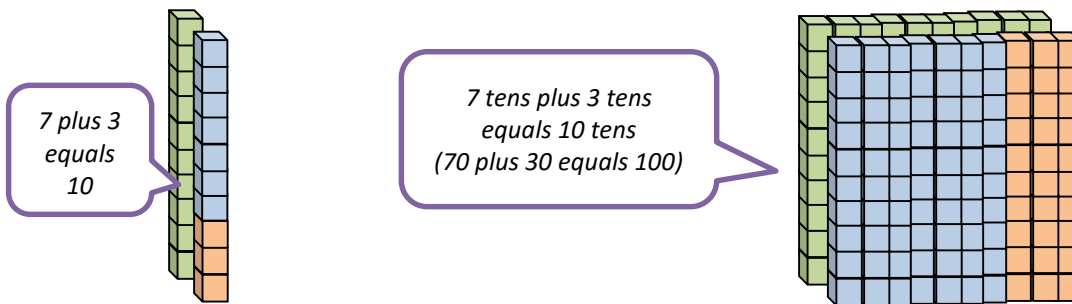 7 plus 3
equals
10
7 tens plus 3 tens
equals 10 tens
(70 plus 30 equals 100)